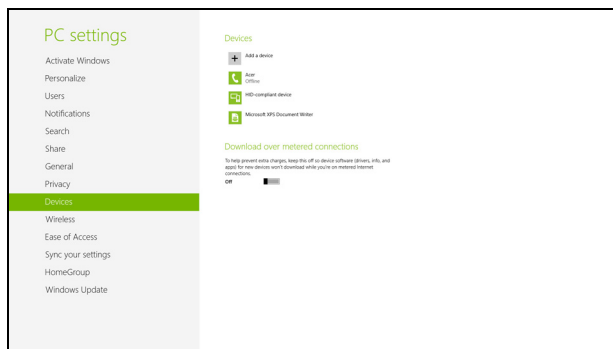 PC settings
Activate Windows
Personalize
Users
Notifications
Search
Share
General
Privacy
Devices
Wireless
Ease of Access
Sync your settings
HomeGroup
Windows Update
Devices
Add a device
Acer
Offline
HID-compliant device
Microsoft XPS Document Writer
Download over metered connections
To help prevent extra charges, keep this off so device software (drivers, info, and
apps) for new devices won't download while you're on metered Internet
connections.
Off